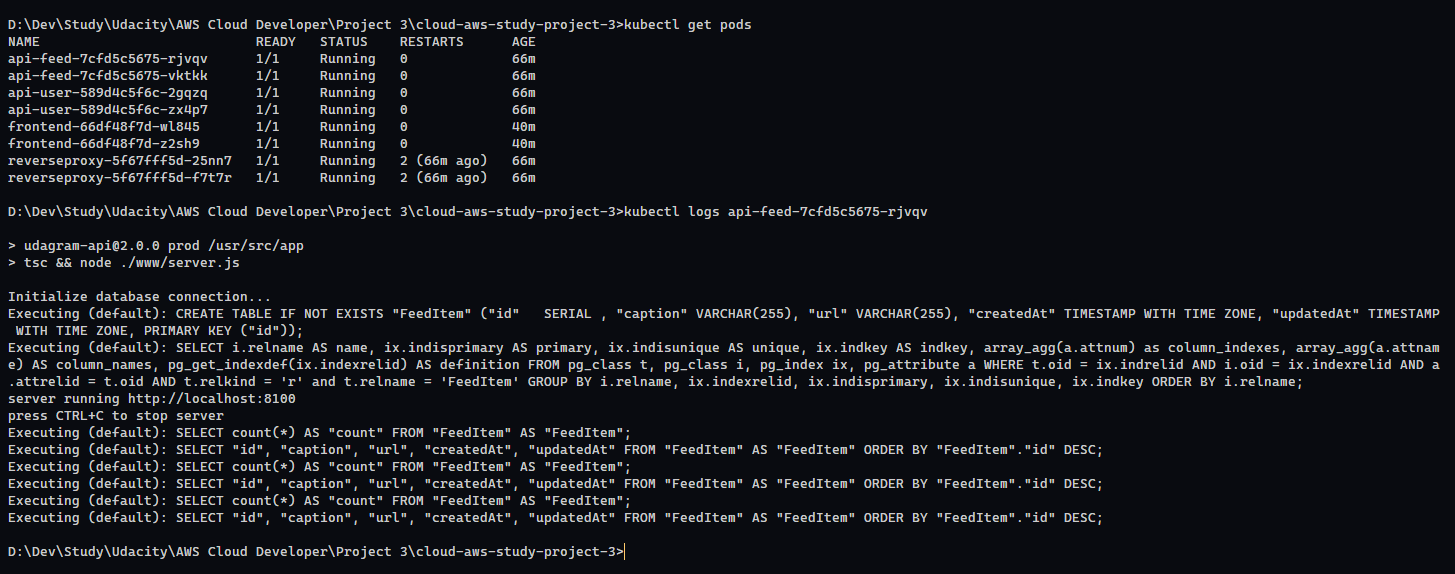 D:\Dev\Study\Udacity\AWS Cloud Developer\Project 3\cloud-aws-study-project-3>kubectl get pods
NAME                            READY   STATUS    RESTARTS      AGE
api-feed-7cfd5c5675-rjvqv      1/1     Running   0             66m
api-feed-7cfd5c5675-vktkk      1/1     Running   0             66m
api-user-589d4c5f6c-2gqzq      1/1     Running   0             66m
api-user-589d4c5f6c-zx4p7      1/1     Running   0             66m
frontend-66df48f7d-wl845       1/1     Running   0             40m
frontend-66df48f7d-z2sh9       1/1     Running   0             40m
reverseproxy-5f67fff5d-25nn7   1/1     Running   2 (66m ago)   66m
reverseproxy-5f67fff5d-f7t7r   1/1     Running   2 (66m ago)   66m
D:\Dev\Study\Udacity\AWS Cloud Developer\Project 3\cloud-aws-study-project-3>kubectl logs api-feed-7cfd5c5675-rjvqv
> udagram-api@2.0.0 prod /usr/src/app
> tsc && node ./www/server.js
Initialize database connection...
Executing (default): CREATE TABLE IF NOT EXISTS "FeedItem" ("id"   SERIAL , "caption" VARCHAR(255), "url" VARCHAR(255), "createdAt" TIMESTAMP WITH TIME ZONE, "updatedAt" TIMESTAMP
 WITH TIME ZONE, PRIMARY KEY ("id"));
Executing (default): SELECT i.relname AS name, ix.indisprimary AS primary, ix.indisunique AS unique, ix.indkey AS indkey, array_agg(a.attnum) as column_indexes, array_agg(a.attnam
e) AS column_names, pg_get_indexdef(ix.indexrelid) AS definition FROM pg_class t, pg_class i, pg_index ix, pg_attribute a WHERE t.oid = ix.indrelid AND i.oid = ix.indexrelid AND a
.attrelid = t.oid AND t.relkind = 'r' and t.relname = 'FeedItem' GROUP BY i.relname, ix.indexrelid, ix.indisprimary, ix.indisunique, ix.indkey ORDER BY i.relname;
server running http://localhost:8100
press CTRL+C to stop server
Executing (default): SELECT count(*) AS "count" FROM "FeedItem" AS "FeedItem";
Executing (default): SELECT "id", "caption", "url", "createdAt", "updatedAt" FROM "FeedItem" AS "FeedItem" ORDER BY "FeedItem"."id" DESC;
Executing (default): SELECT count(*) AS "count" FROM "FeedItem" AS "FeedItem";
Executing (default): SELECT "id", "caption", "url", "createdAt", "updatedAt" FROM "FeedItem" AS "FeedItem" ORDER BY "FeedItem"."id" DESC;
Executing (default): SELECT count(*) AS "count" FROM "FeedItem" AS "FeedItem";
Executing (default): SELECT "id", "caption", "url", "createdAt", "updatedAt" FROM "FeedItem" AS "FeedItem" ORDER BY "FeedItem"."id" DESC;
D:\Dev\Study\Udacity\AWS Cloud Developer\Project 3\cloud-aws-study-project-3>